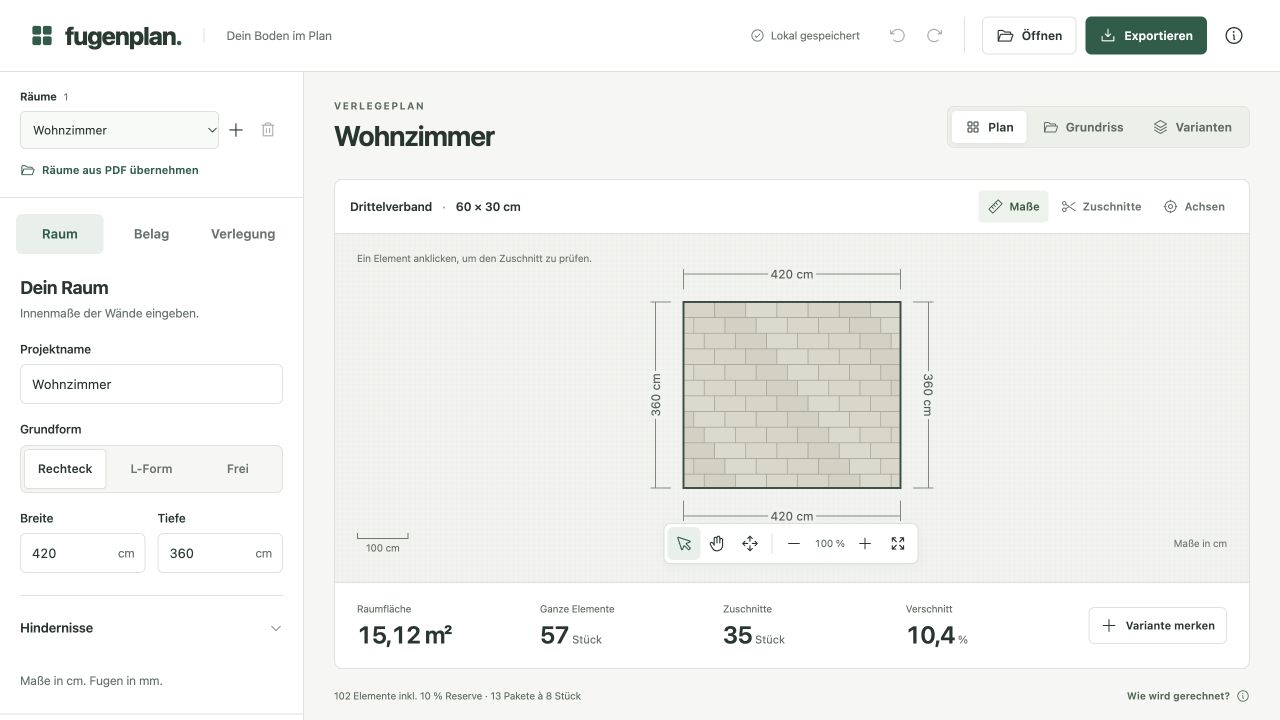 fugenplan.
Dein Boden im Plan
Lokal gespeichert
Öffnen
Exportieren
Räume 1
Wohnzimmer
Räume aus PDF übernehmen
Raum
Belag
Verlegung
Dein Raum
Innenmaße der Wände eingeben.
Projektname
Wohnzimmer
Grundform
Rechteck
L-Form
Frei
Breite
Tiefe
420 cm
360 cm
Hindernisse
Maße in cm. Fugen in mm.
VERLEGEPLAN
Wohnzimmer
Plan
Grundriss
Varianten
Drittelverband · 60 × 30 cm
Maße
Zuschnitte
Achsen
Ein Element anklicken, um den Zuschnitt zu prüfen.
420 cm
360 cm
360 cm
420 cm
100 cm
100 %
Maße in cm
Raumfläche
15,12 m²
Ganze Elemente
57 Stück
Zuschnitte
35 Stück
Verschnitt
10,4 %
Variante merken
102 Elemente inkl. 10 % Reserve · 13 Pakete à 8 Stück
Wie wird gerechnet?